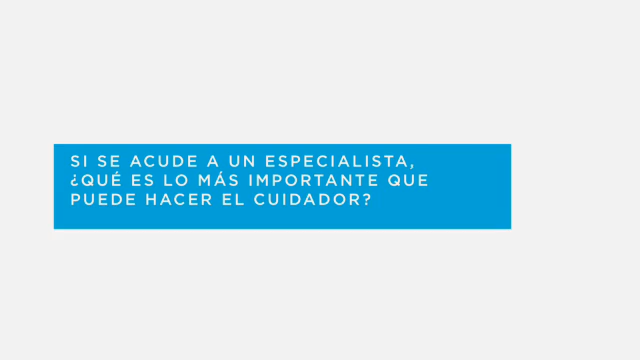 SI SE ACUDE A UN ESPECIALISTA,
¿QUÉ ES LO MÁS IMPORTANTE QUE
PUEDE HACER EL CUIDADOR?